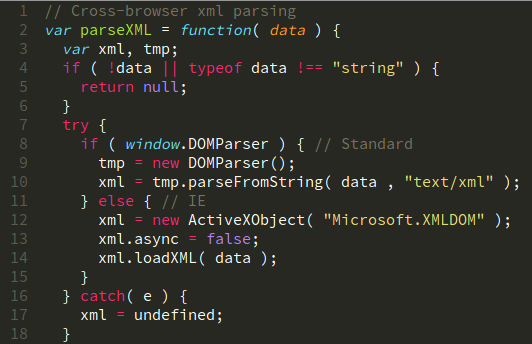 1 // Cross-browser xml parsing
2 var parseXML = function( data ) {
3   var xml, tmp;
4   if ( !data || typeof data !== "string" ) {
5     return null;
6   }
7   try {
8     if ( window.DOMParser ) { // Standard
9       tmp = new DOMParser();
10       xml = tmp.parseFromString( data , "text/xml" );
11     } else { // IE
12       xml = new ActiveXObject( "Microsoft.XMLDOM" );
13       xml.async = false;
14       xml.loadXML( data );
15     }
16   } catch( e ) {
17     xml = undefined;
18   }